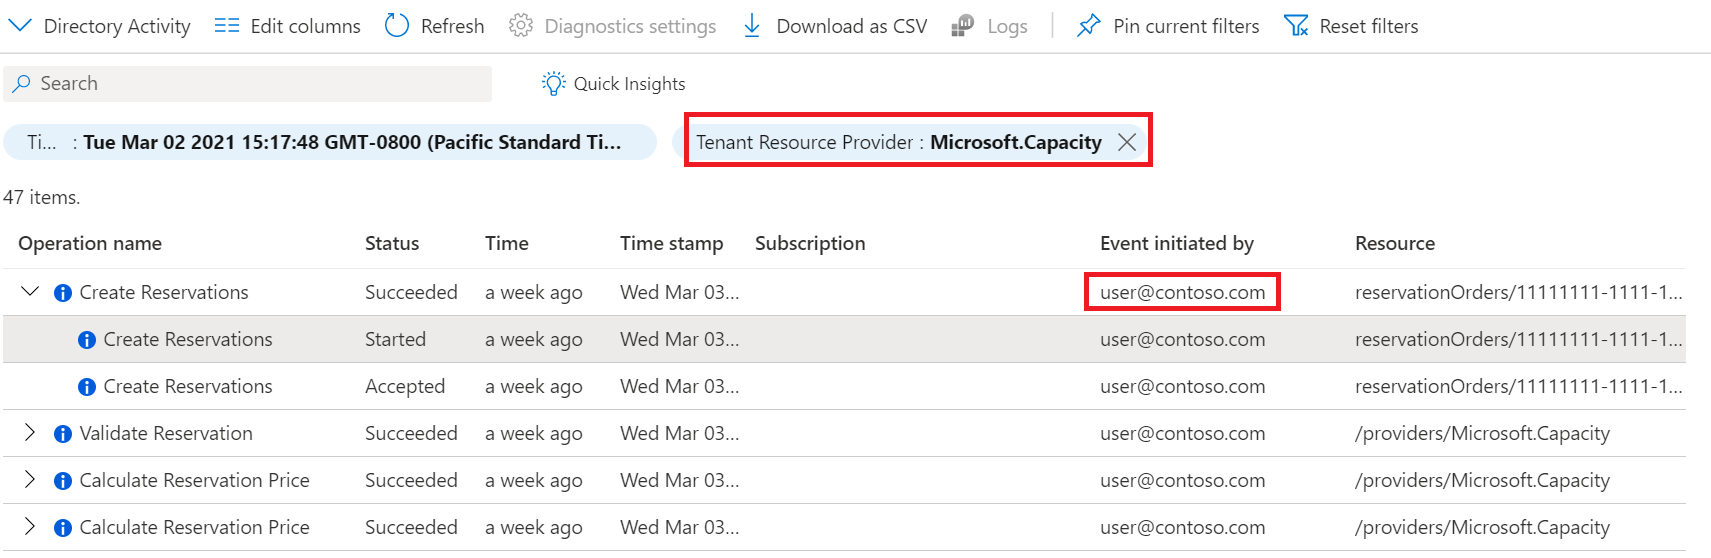 Directory Activity Edit columns Refresh Diagnostics settings Download as CSV Logs Pin current filters Reset filters
Search Quick Insights
Ti... : Tue Mar 02 2021 15:17:48 GMT-0800 (Pacific Standard Ti... Tenant Resource Provider : Microsoft.Capacity
47 items.
Operation name Status Time Time stamp Subscription Event initiated by Resource
Create Reservations Succeeded a week ago Wed Mar 03... user@contoso.com reservationOrders/11111111-1111-1...
Create Reservations Started a week ago Wed Mar 03... user@contoso.com reservationOrders/11111111-1111-1...
Create Reservations Accepted a week ago Wed Mar 03... user@contoso.com reservationOrders/11111111-1111-1...
Validate Reservation Succeeded a week ago Wed Mar 03... user@contoso.com /providers/Microsoft.Capacity
Calculate Reservation Price Succeeded a week ago Wed Mar 03... user@contoso.com /providers/Microsoft.Capacity
Calculate Reservation Price Succeeded a week ago Wed Mar 03... user@contoso.com /providers/Microsoft.Capacity